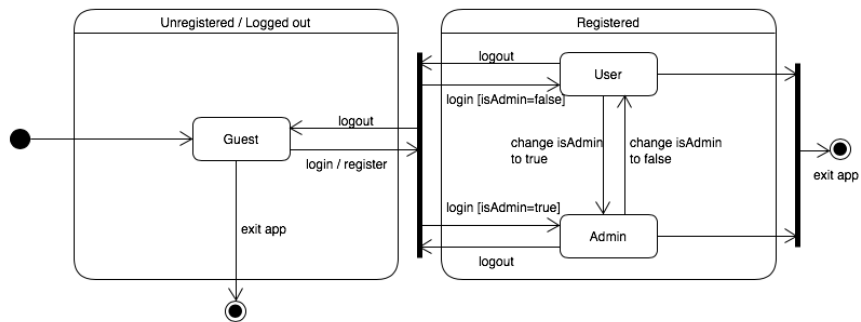 Unregistered / Logged out
Registered
logout
User
login [isAdmin=false]
logout
Guest
login / register
change isAdmin
to true
change isAdmin
to false
exit app
login [isAdmin=true]
Admin
exit app
logout